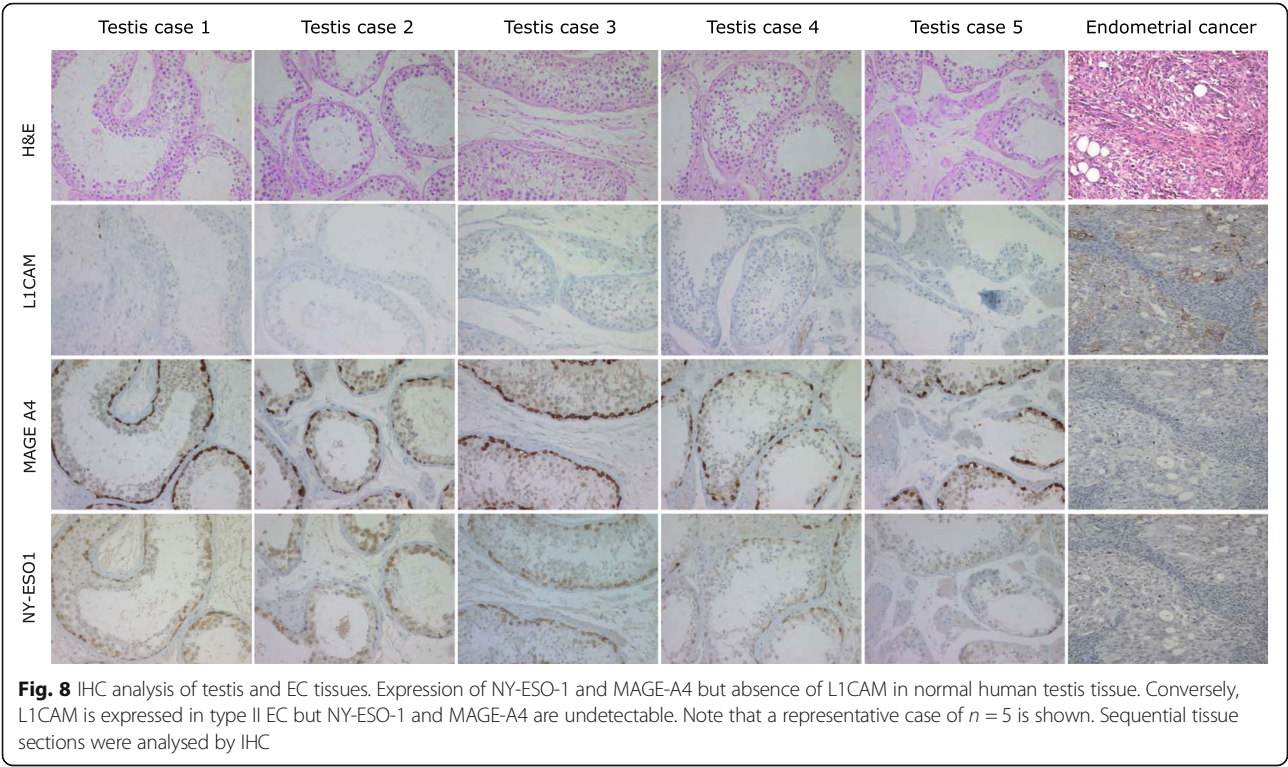 Testis case 1 Testis case 2 Testis case 3 Testis case 4 Testis case 5 Endometrial cancer
H&E
L1CAM
MAGE A4
NY-ESO1
Fig. 8 IHC analysis of testis and EC tissues. Expression of NY-ESO-1 and MAGE-A4 but absence of L1CAM in normal human testis tissue. Conversely,
L1CAM is expressed in type II EC but NY-ESO-1 and MAGE-A4 are undetectable. Note that a representative case of n = 5 is shown. Sequential tissue
sections were analysed by IHC